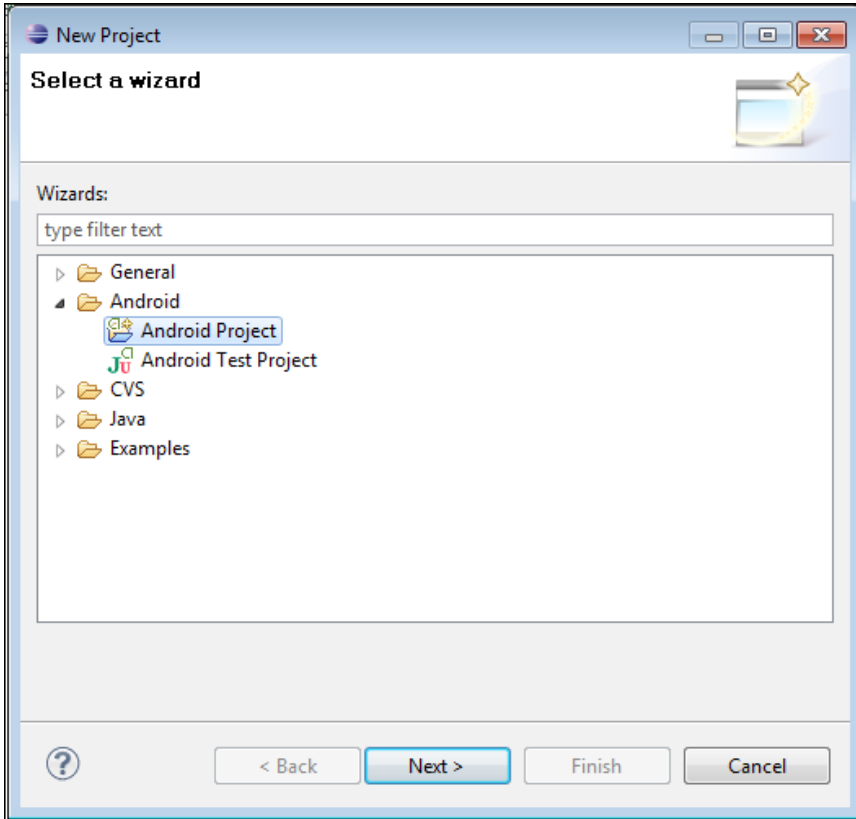 New Project
Select a wizard
Wizards:
type filter text
General
Android
Android Project
Android Test Project
CVS
Java
Examples
< Back Next > Finish Cancel